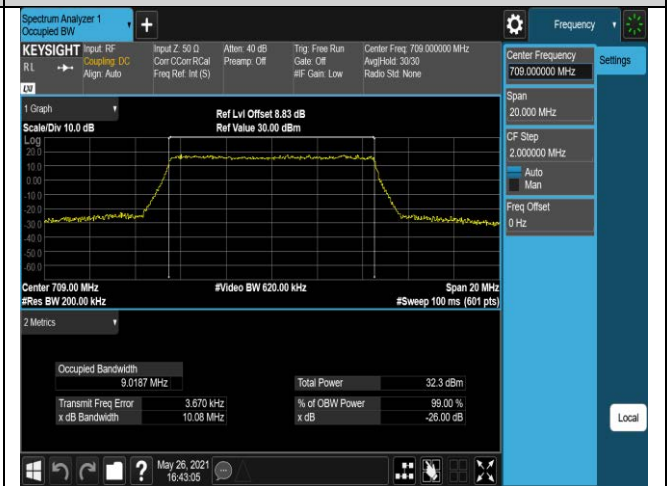 Spectrum Analyzer 1
Occupied BW
Frequency
KEYSIGHT
RL
LXI
Input: RF
Coupling: DC
Align: Auto
Input Z: 50 Ω
Corr CCorr RCal
Freq Ref: Int (S)
Atten: 40 dB
Preamp: Off
Trig: Free Run
Gate: Off
#IF Gain: Low
Center Freq: 709.000000 MHz
Avg|Hold: 30/30
Radio Std: None
Center Frequency
709.000000 MHz
Settings
Span
20.000 MHz
CF Step
2.000000 MHz
Auto
Man
Freq Offset
0 Hz
1 Graph
Scale/Div 10.0 dB
Ref Lvl Offset 8.83 dB
Ref Value 30.00 dBm
Log
20.0
10.0
0.00
-10.0
-20.0
-30.0
-40.0
-50.0
-60.0
Center 709.00 MHz
#Video BW 620.00 kHz
Span 20 MHz
#Res BW 200.00 kHz
#Sweep 100 ms (601 pts)
2 Metrics
Occupied Bandwidth
9.0187 MHz
Total Power 32.3 dBm
Transmit Freq Error 3.670 kHz
% of OBW Power 99.00 %
x dB Bandwidth 10.08 MHz
x dB -26.00 dB
Local
?
May 26, 2021
16:43:05